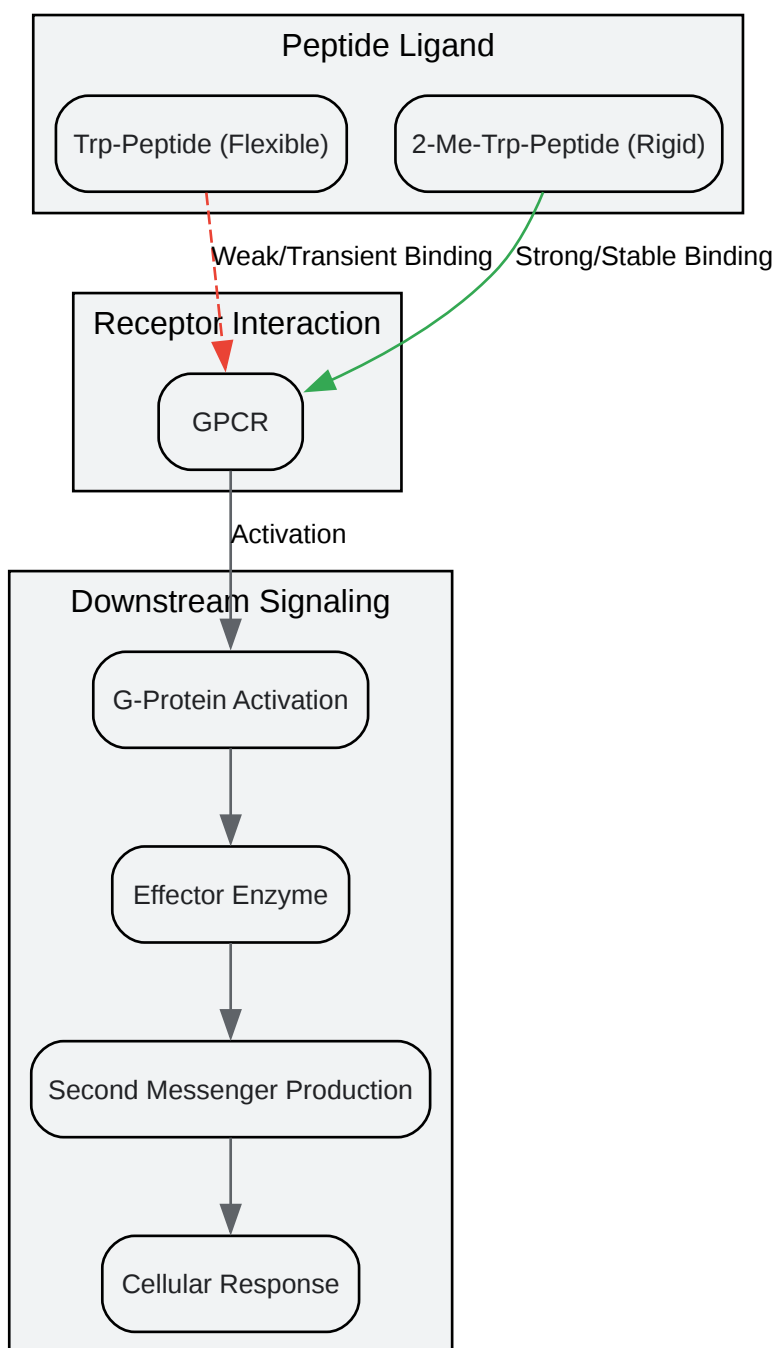 Peptide Ligand
Trp-Peptide (Flexible)
2-Me-Trp-Peptide (Rigid)
Weak/Transient Binding
Strong/Stable Binding
Receptor Interaction
GPCR
Activation
Downstream Signaling
G-Protein Activation
Effector Enzyme
Second Messenger Production
Cellular Response